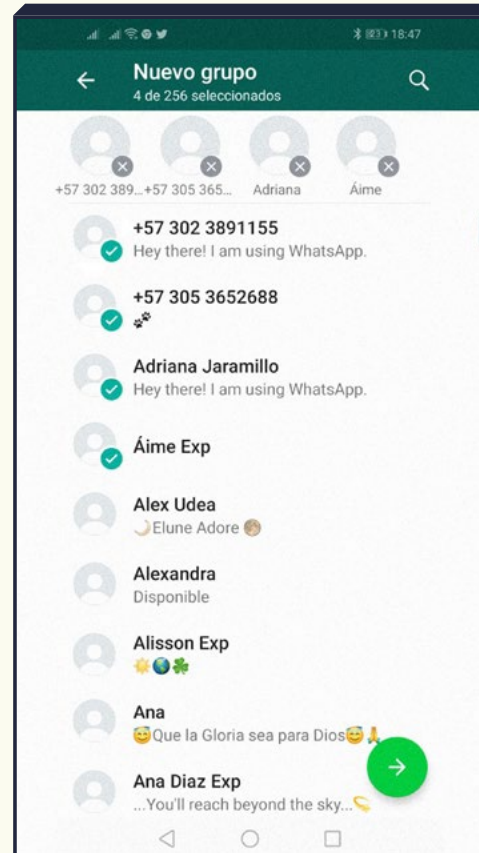 18:47
Nuevo grupo
4 de 256 seleccionados
+57 302 389... +57 305 365... Adriana Áime
+57 302 3891155
Hey there! I am using WhatsApp.
+57 305 3652688
🐾
Adriana Jaramillo
Hey there! I am using WhatsApp.
Áime Exp
Alex Udea
🌙Elune Adore 🌕
Alexandra
Disponible
Alisson Exp
🌞🌎☘️
Ana
😇Que la Gloria sea para Dios😇🙏
Ana Diaz Exp
...You'll reach beyond the sky...💫